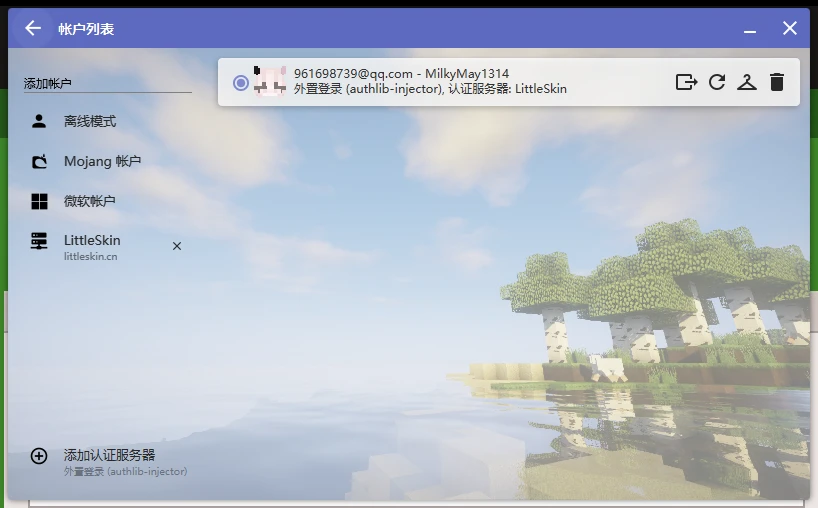 帐户列表
添加帐户
961698739@qq.com - MilkyMay1314
外置登录 (authlib-injector), 认证服务器: LittleSkin
离线模式
Mojang 帐户
微软帐户
LittleSkin
littleskin.cn
添加认证服务器
外置登录 (authlib-injector)